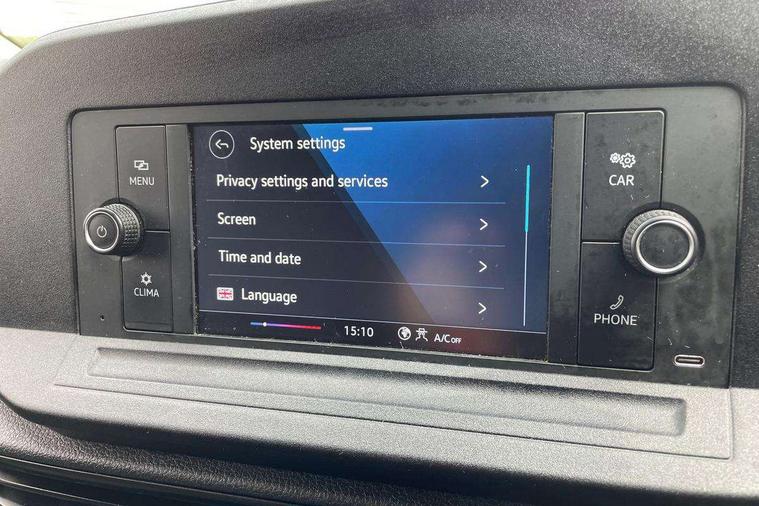 System settings
MENU
Privacy settings and services
CAR
Screen
Time and date
CLIMA
Language
PHONE
15:10
A/C OFF